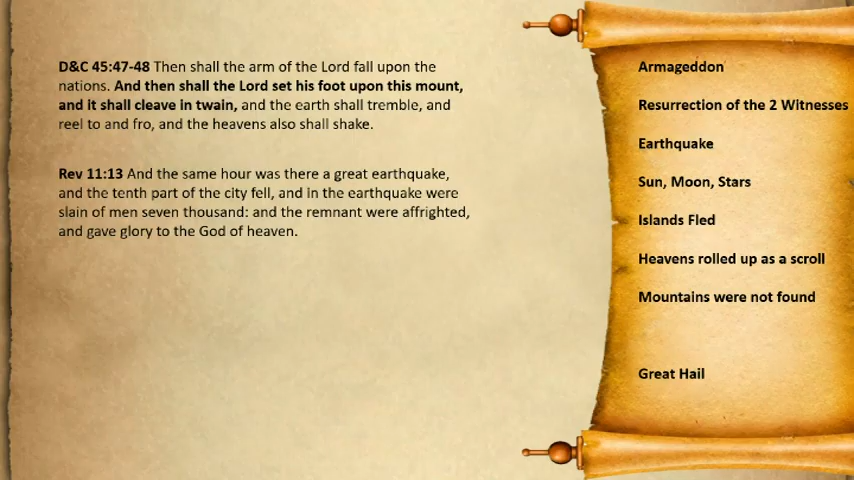 D&C 45:47-48 Then shall the arm of the Lord fall upon the
nations. And then shall the Lord set his foot upon this mount,
and it shall cleave in twain, and the earth shall tremble, and
reel to and fro, and the heavens also shall shake.
Rev 11:13 And the same hour was there a great earthquake,
and the tenth part of the city fell, and in the earthquake were
slain of men seven thousand: and the remnant were affrighted,
and gave glory to the God of heaven.
Armageddon
Resurrection of the 2 Witnesses
Earthquake
Sun, Moon, Stars
Islands Fled
Heavens rolled up as a scroll
Mountains were not found
Great Hail